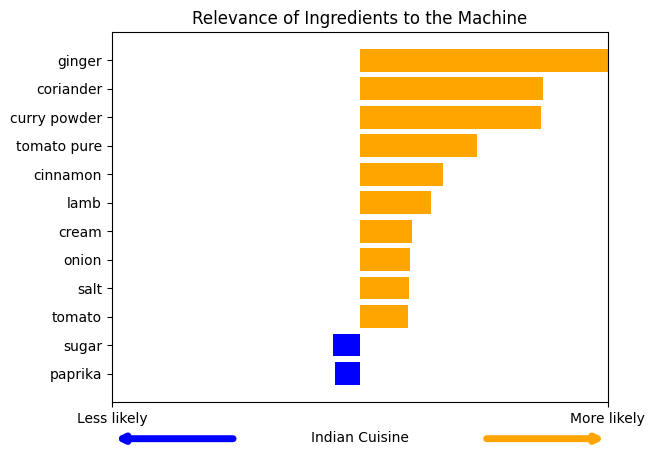 Relevance of Ingredients to the Machine
ginger
coriander
curry powder
tomato pure
cinnamon
lamb
cream
onion
salt
tomato
sugar
paprika
Less likely More likely
Indian Cuisine